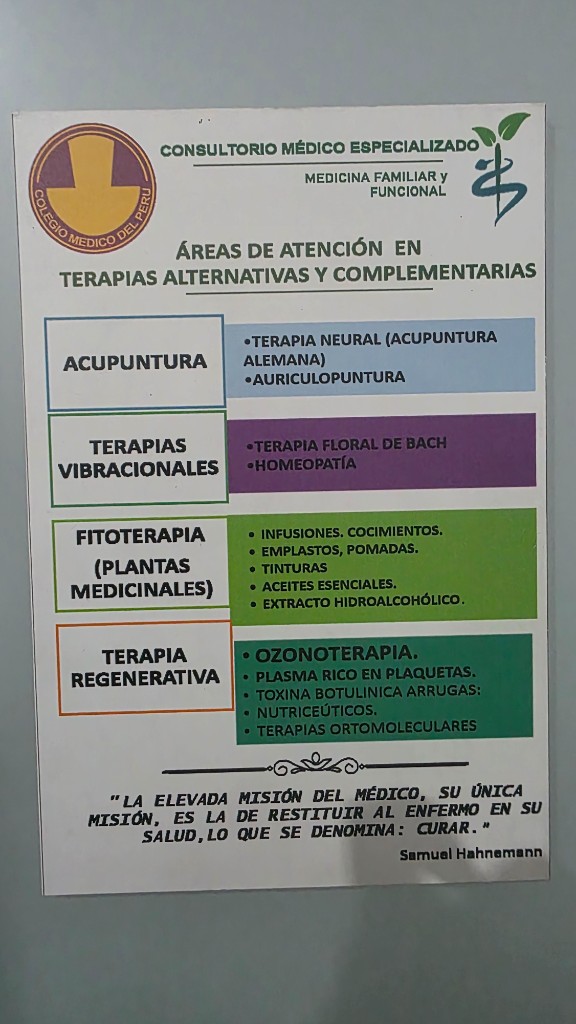 COLEGIO MEDICO DEL PERU
CONSULTORIO MÉDICO ESPECIALIZADO
MEDICINA FAMILIAR y
FUNCIONAL
ÁREAS DE ATENCIÓN EN
TERAPIAS ALTERNATIVAS Y COMPLEMENTARIAS
ACUPUNTURA
•TERAPIA NEURAL (ACUPUNTURA
ALEMANA)
•AURICULOPUNTURA
TERAPIAS
VIBRACIONALES
•TERAPIA FLORAL DE BACH
•HOMEOPATÍA
FITOTERAPIA
(PLANTAS
MEDICINALES)
• INFUSIONES. COCIMIENTOS.
• EMPLASTOS, POMADAS.
• TINTURAS
• ACEITES ESENCIALES.
• EXTRACTO HIDROALCOHÓLICO.
TERAPIA
REGENERATIVA
• OZONOTERAPIA.
• PLASMA RICO EN PLAQUETAS.
• TOXINA BOTULINICA ARRUGAS:
• NUTRICEÚTICOS.
• TERAPIAS ORTOMOLECULARES
"LA ELEVADA MISIÓN DEL MÉDICO, SU ÚNICA
MISIÓN, ES LA DE RESTITUIR AL ENFERMO EN SU
SALUD,LO QUE SE DENOMINA: CURAR."
Samuel Hahnemann